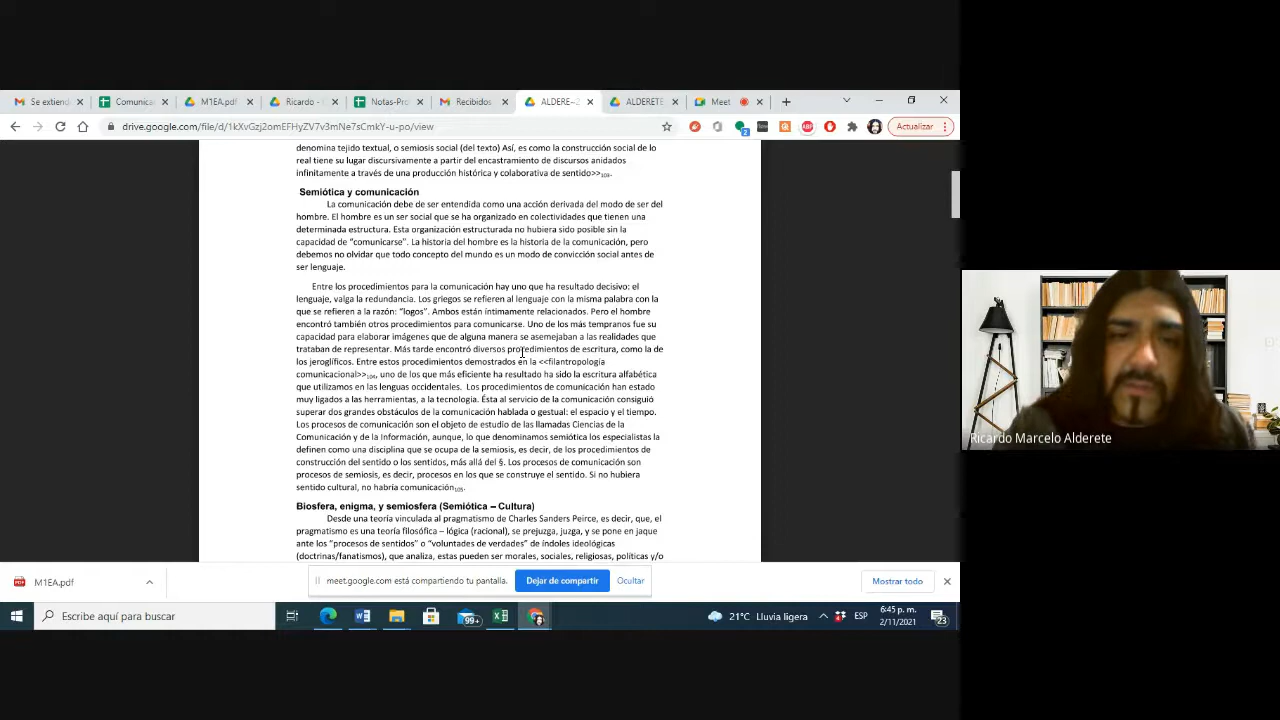 Se extiend
Comunica
M1EA.pdf
Ricardo -
Notas-Pro
Recibidos
ALDERE~2
ALDERETE
Meet
drive.google.com/file/d/1kXvGzj2omEFHyZV7v3mNe7sCmkY-u-po/view
ABP
Actualizar
denomina tejido textual, o semiosis social (del texto) Así, es como la construcción social de lo
real tiene su lugar discursivamente a partir del encastramiento de discursos anidados
infinitamente a través de una producción histórica y colaborativa de sentido>>103.
Semiótica y comunicación
La comunicación debe de ser entendida como una acción derivada del modo de ser del
hombre. El hombre es un ser social que se ha organizado en colectividades que tienen una
determinada estructura. Esta organización estructurada no hubiera sido posible sin la
capacidad de “comunicarse”. La historia del hombre es la historia de la comunicación, pero
debemos no olvidar que todo concepto del mundo es un modo de convicción social antes de
ser lenguaje.
Entre los procedimientos para la comunicación hay uno que ha resultado decisivo: el
lenguaje, valga la redundancia. Los griegos se refieren al lenguaje con la misma palabra con la
que se refieren a la razón: “logos”. Ambos están íntimamente relacionados. Pero el hombre
encontró también otros procedimientos para comunicarse. Uno de los más tempranos fue su
capacidad para elaborar imágenes que de alguna manera se asemejaban a las realidades que
trataban de representar. Más tarde encontró diversos procedimientos de escritura, como la de
los jeroglíficos. Entre estos procedimientos demostrados en la <<filantropología
comunicacional>>104, uno de los que más eficiente ha resultado ha sido la escritura alfabética
que utilizamos en las lenguas occidentales. Los procedimientos de comunicación han estado
muy ligados a las herramientas, a la tecnología. Ésta al servicio de la comunicación consiguió
superar dos grandes obstáculos de la comunicación hablada o gestual: el espacio y el tiempo.
Los procesos de comunicación son el objeto de estudio de las llamadas Ciencias de la
Comunicación y de la Información, aunque, lo que denominamos semiótica los especialistas la
definen como una disciplina que se ocupa de la semiosis, es decir, de los procedimientos de
construcción del sentido o los sentidos, más allá del §. Los procesos de comunicación son
procesos de semiosis, es decir, procesos en los que se construye el sentido. Si no hubiera
sentido cultural, no habría comunicación105.
Biosfera, enigma, y semiosfera (Semiótica – Cultura)
Desde una teoría vinculada al pragmatismo de Charles Sanders Peirce, es decir, que, el
pragmatismo es una teoría filosófica – lógica (racional), se prejuzga, juzga, y se pone en jaque
ante los “procesos de sentidos” o “voluntades de verdades” de índoles ideológicas
(doctrinas/fanatismos), que analiza, estas pueden ser morales, sociales, religiosas, políticas y/o
Ricardo Marcelo Alderete
M1EA.pdf
meet.google.com está compartiendo tu pantalla.
Dejar de compartir
Ocultar
Mostrar todo
Escribe aquí para buscar
99+
21°C Lluvia ligera
ESP
6:45 p. m.
2/11/2021
23